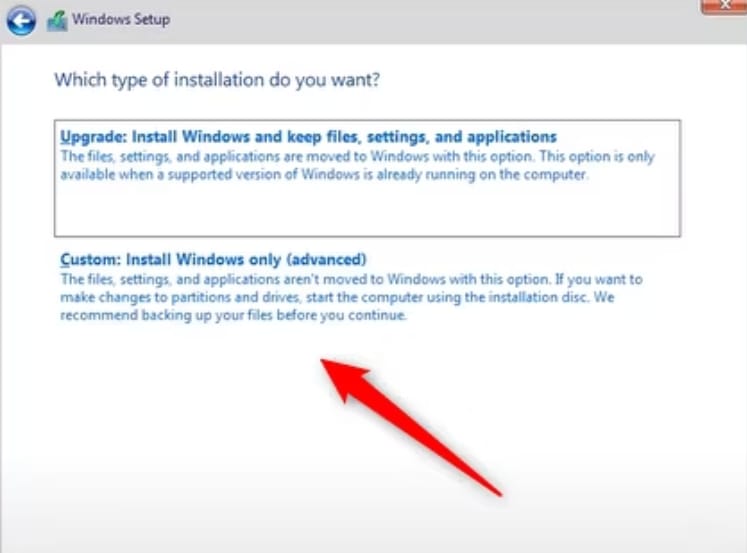 Windows Setup
Which type of installation do you want?
Upgrade: Install Windows and keep files, settings, and applications
The files, settings, and applications are moved to Windows with this option. This option is only
available when a supported version of Windows is already running on the computer.
Custom: Install Windows only (advanced)
The files, settings, and applications aren't moved to Windows with this option. If you want to
make changes to partitions and drives, start the computer using the installation disc. We
recommend backing up your files before you continue.